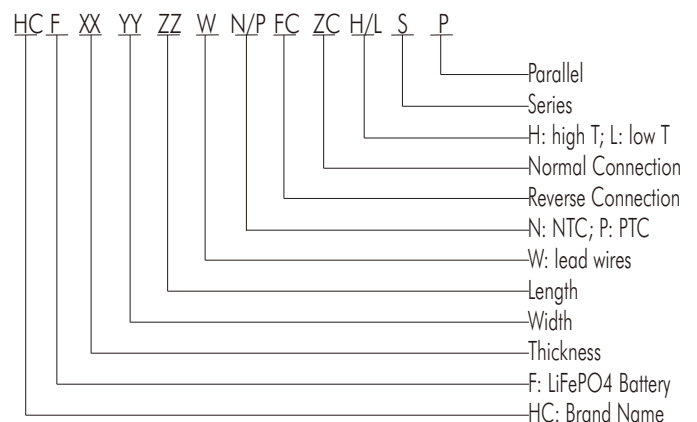 HC F XX YY ZZ W N/P FC ZC H/L S P
Parallel
Series
H: high T; L: low T
Normal Connection
Reverse Connection
N: NTC; P: PTC
W: lead wires
Length
Width
Thickness
F: LiFePO4 Battery
HC: Brand Name